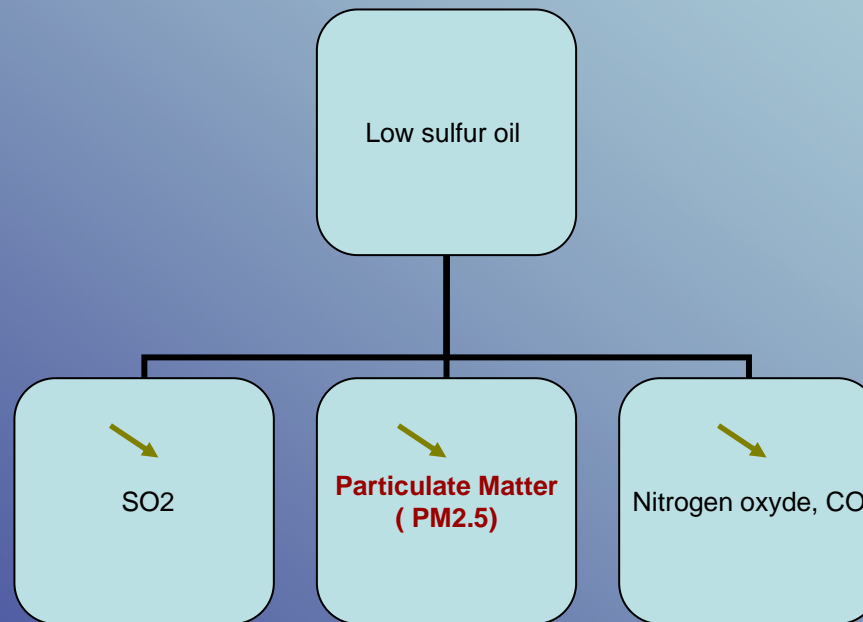 Low sulfur oil
SO2
Particulate Matter
( PM2.5)
Nitrogen oxyde, CO